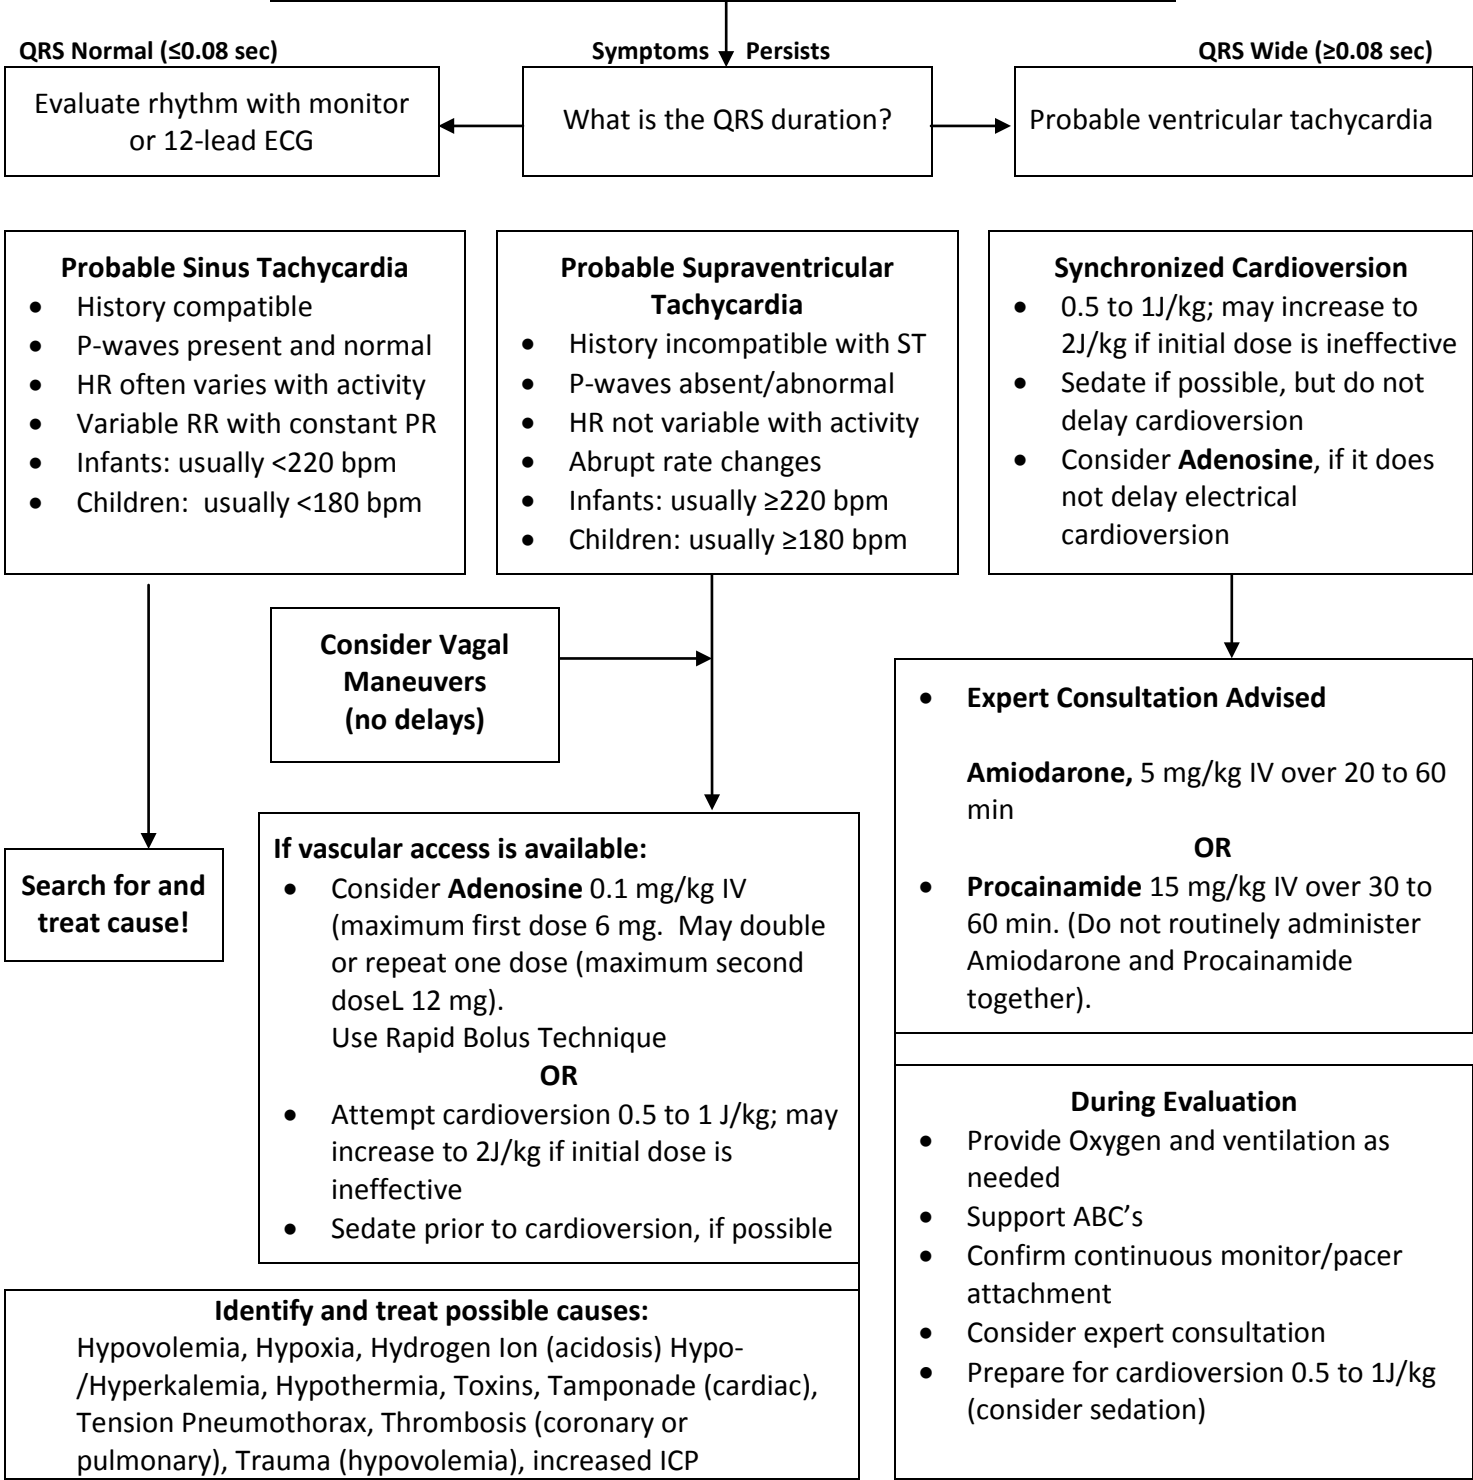 QRS Normal (≤0.08 sec)
Symptoms Persists
QRS Wide (≥0.08 sec)
Evaluate rhythm with monitor
or 12-lead ECG
What is the QRS duration?
Probable ventricular tachycardia
Probable Sinus Tachycardia
• History compatible
• P-waves present and normal
• HR often varies with activity
• Variable RR with constant PR
• Infants: usually <220 bpm
• Children: usually <180 bpm
Probable Supraventricular
Tachycardia
• History incompatible with ST
• P-waves absent/abnormal
• HR not variable with activity
• Abrupt rate changes
• Infants: usually ≥220 bpm
• Children: usually ≥180 bpm
Synchronized Cardioversion
• 0.5 to 1J/kg; may increase to
2J/kg if initial dose is ineffective
• Sedate if possible, but do not
delay cardioversion
• Consider Adenosine, if it does
not delay electrical
cardioversion
Consider Vagal
Maneuvers
(no delays)
Search for and
treat cause!
If vascular access is available:
• Consider Adenosine 0.1 mg/kg IV
(maximum first dose 6 mg. May double
or repeat one dose (maximum second
doseL 12 mg).
Use Rapid Bolus Technique
OR
• Attempt cardioversion 0.5 to 1 J/kg; may
increase to 2J/kg if initial dose is
ineffective
• Sedate prior to cardioversion, if possible
• Expert Consultation Advised
Amiodarone, 5 mg/kg IV over 20 to 60
min
OR
• Procainamide 15 mg/kg IV over 30 to
60 min. (Do not routinely administer
Amiodarone and Procainamide
together).
During Evaluation
• Provide Oxygen and ventilation as
needed
• Support ABC’s
• Confirm continuous monitor/pacer
attachment
• Consider expert consultation
• Prepare for cardioversion 0.5 to 1J/kg
(consider sedation)
Identify and treat possible causes:
Hypovolemia, Hypoxia, Hydrogen Ion (acidosis) Hypo-
/Hyperkalemia, Hypothermia, Toxins, Tamponade (cardiac),
Tension Pneumothorax, Thrombosis (coronary or
pulmonary), Trauma (hypovolemia), increased ICP